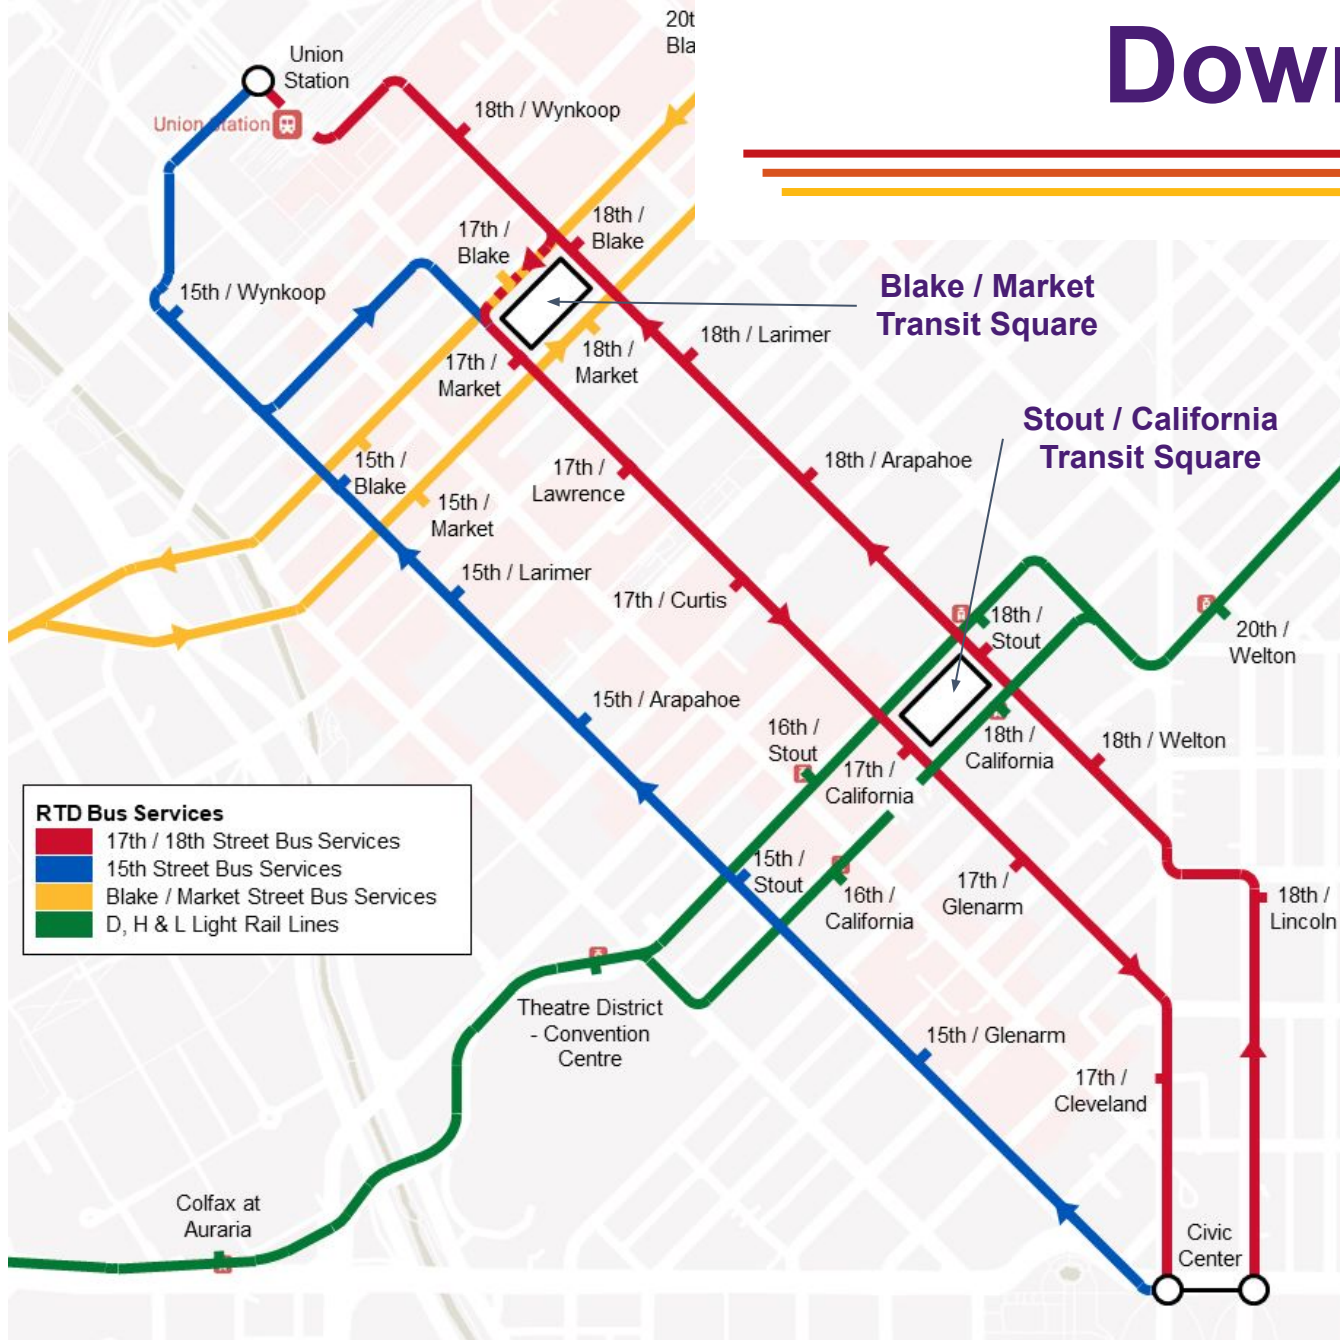 Down
20t
Bla
Union
Station
Union Station
18th / Wynkoop
17th /
Blake
18th /
Blake
15th / Wynkoop
Blake / Market
Transit Square
18th / Larimer
17th /
Market
18th /
Market
Stout / California
Transit Square
15th /
Blake
17th /
Lawrence
18th / Arapahoe
15th /
Market
15th / Larimer
17th / Curtis
18th /
Stout
20th /
Welton
15th / Arapahoe
16th /
Stout
18th /
California
18th / Welton
17th /
California
RTD Bus Services
17th / 18th Street Bus Services
15th Street Bus Services
Blake / Market Street Bus Services
D, H & L Light Rail Lines
15th /
Stout
16th /
California
17th /
Glenarm
18th /
Lincoln
Theatre District
- Convention
Centre
15th / Glenarm
17th /
Cleveland
Colfax at
Auraria
Civic
Center